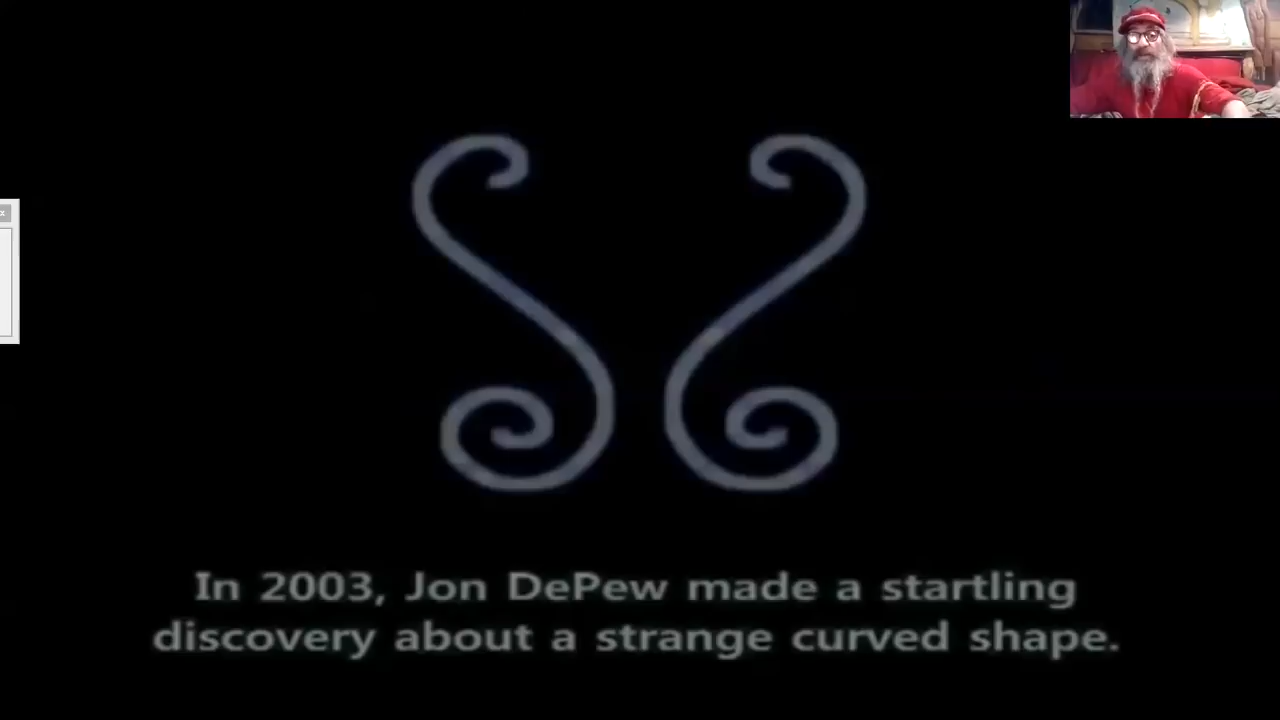 In 2003, Jon DePew made a startling
discovery about a strange curved shape.
x